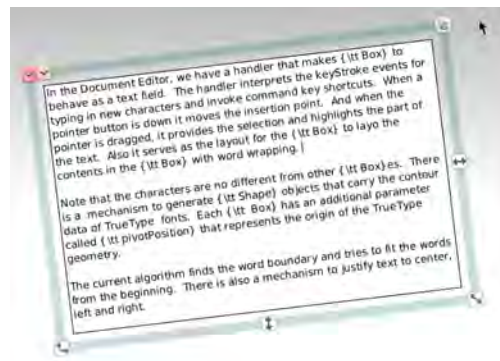 In the Document Editor, we have a handler that makes {\tt Box} to
behave as a text field.  The handler interprets the keyStroke events for
typing in new characters and invoke command key shortcuts.  When a
pointer button is down it moves the insertion point.  And when the
pointer is dragged, it provides the selection and highlights the part of
the text.  Also it serves as the layout for the {\tt Box} to layo the
contents in the {\tt Box} with word wrapping.
Note that the characters are no different from other {\tt Box}es.  There
is a  mechanism to generate {\tt Shape} objects that carry the contour
data of TrueType  fonts.  Each {\tt  Box} has an additional parameter
called {\tt pivotPosition} that represents the origin of the TrueType
geometry.
The current algorithm finds the word boundary and tries to fit the words
from the beginning.  There is also a mechanism to justify text to center,
left and right.